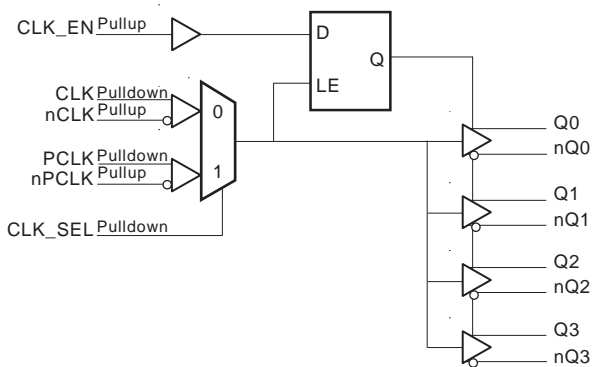 CLK_EN Pullup
D
Q
LE
CLK Pulldown
nCLK Pullup
0
PCLK Pulldown
nPCLK Pullup
1
CLK_SEL Pulldown
Q0
nQ0
Q1
nQ1
Q2
nQ2
Q3
nQ3